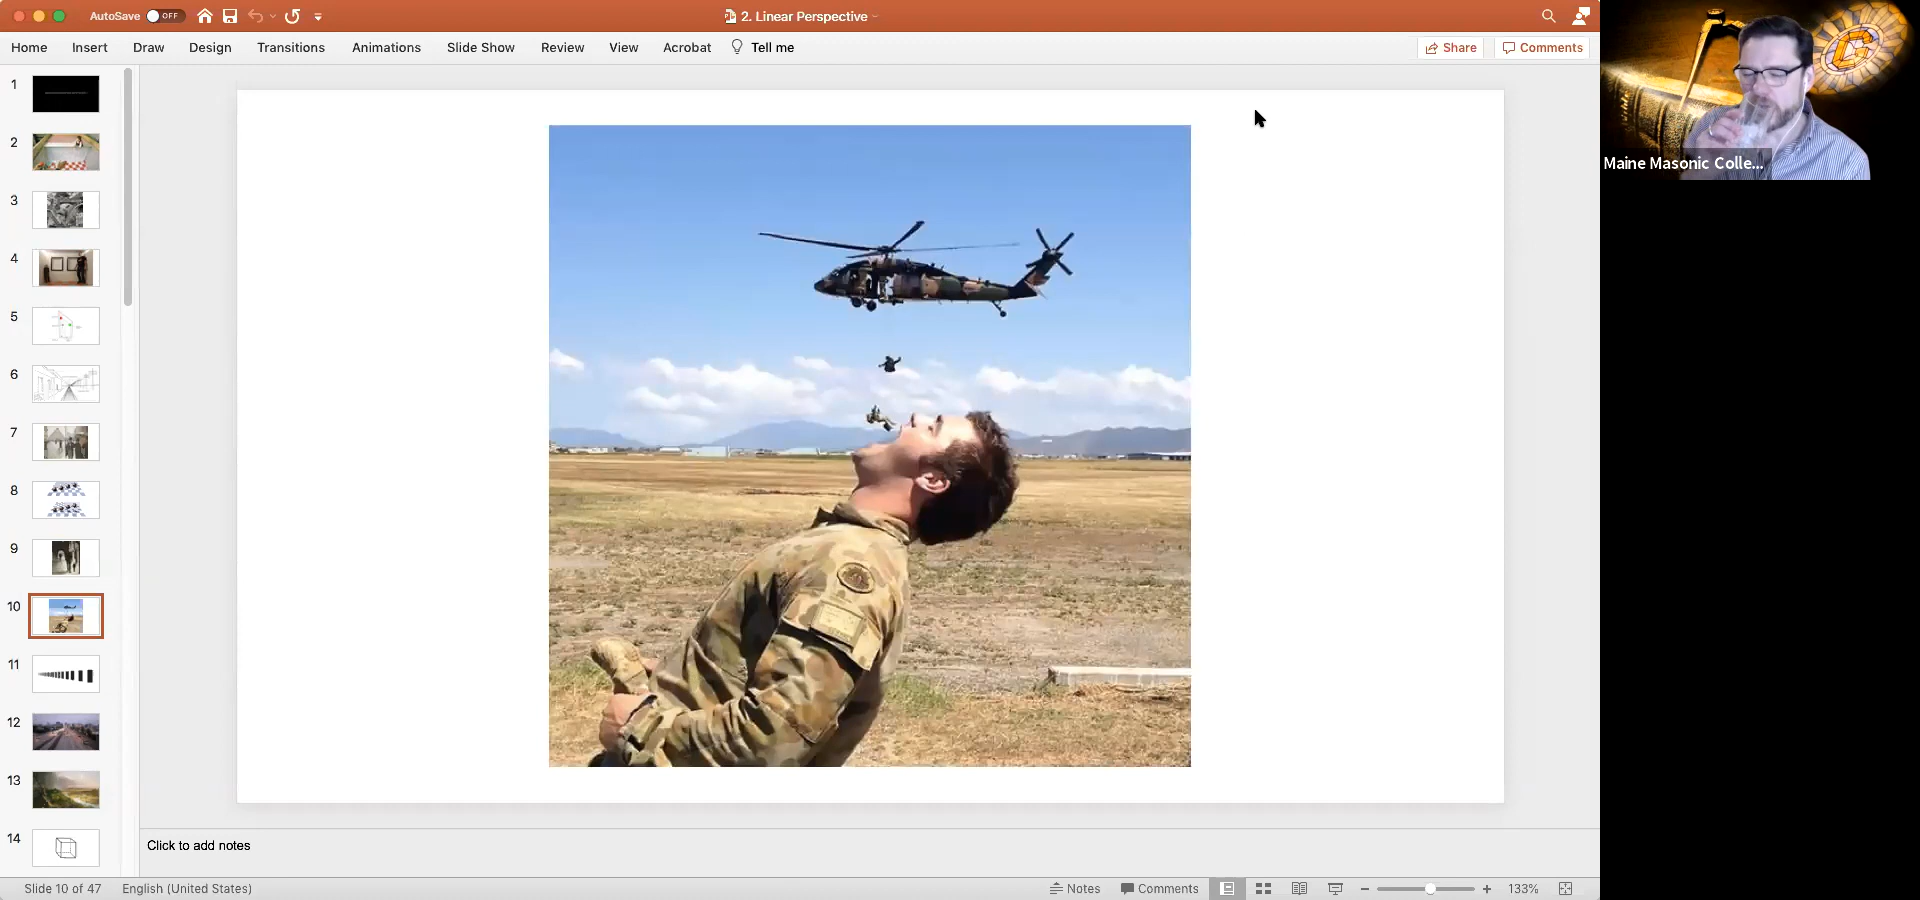 AutoSave OFF 2. Linear Perspective
Home Insert Draw Design Transitions Animations Slide Show Review View Acrobat Tell me Share Comments
Maine Masonic Colle...
1
2
3
4
5
6
7
8
9
10
11
12
13
14
Click to add notes
Slide 10 of 47 English (United States) Notes Comments 133%